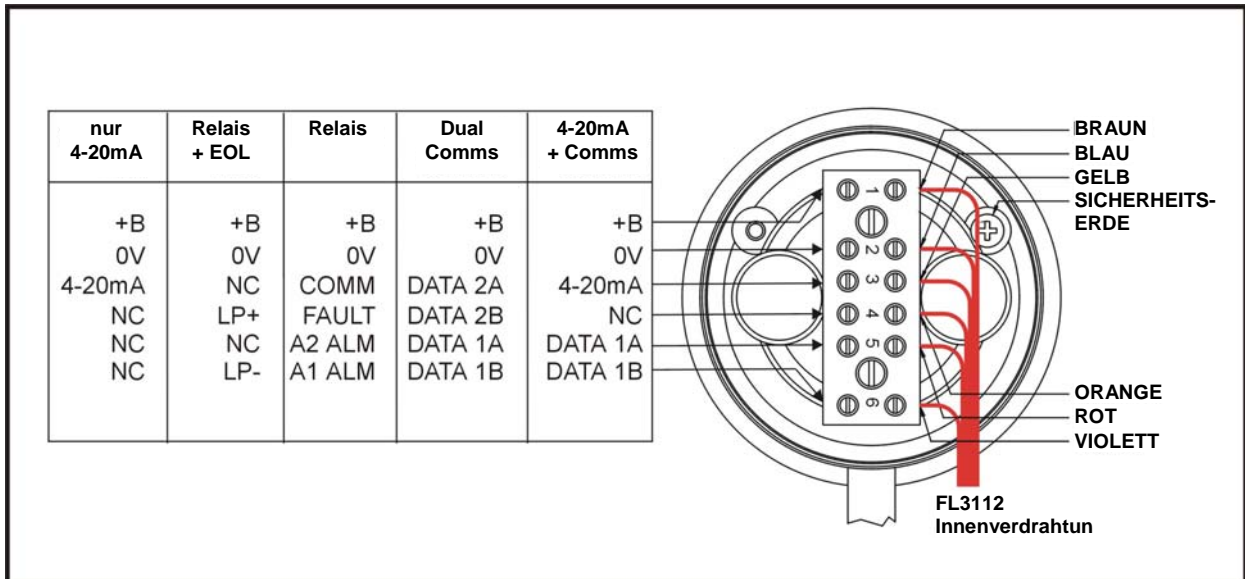 nur
4-20mA
Relais
+ EOL
Relais
Dual
Comms
4-20mA
+ Comms
+B +B +B +B +B
0V 0V 0V 0V 0V
4-20mA NC COMM DATA 2A 4-20mA
NC LP+ FAULT DATA 2B NC
NC NC A2 ALM DATA 1A DATA 1A
NC LP- A1 ALM DATA 1B DATA 1B
1
2
3
4
5
6
BRAUN
BLAU
GELB
SICHERHEITS-
ERDE
ORANGE
ROT
VIOLETT
FL3112
Innenverdrahtun